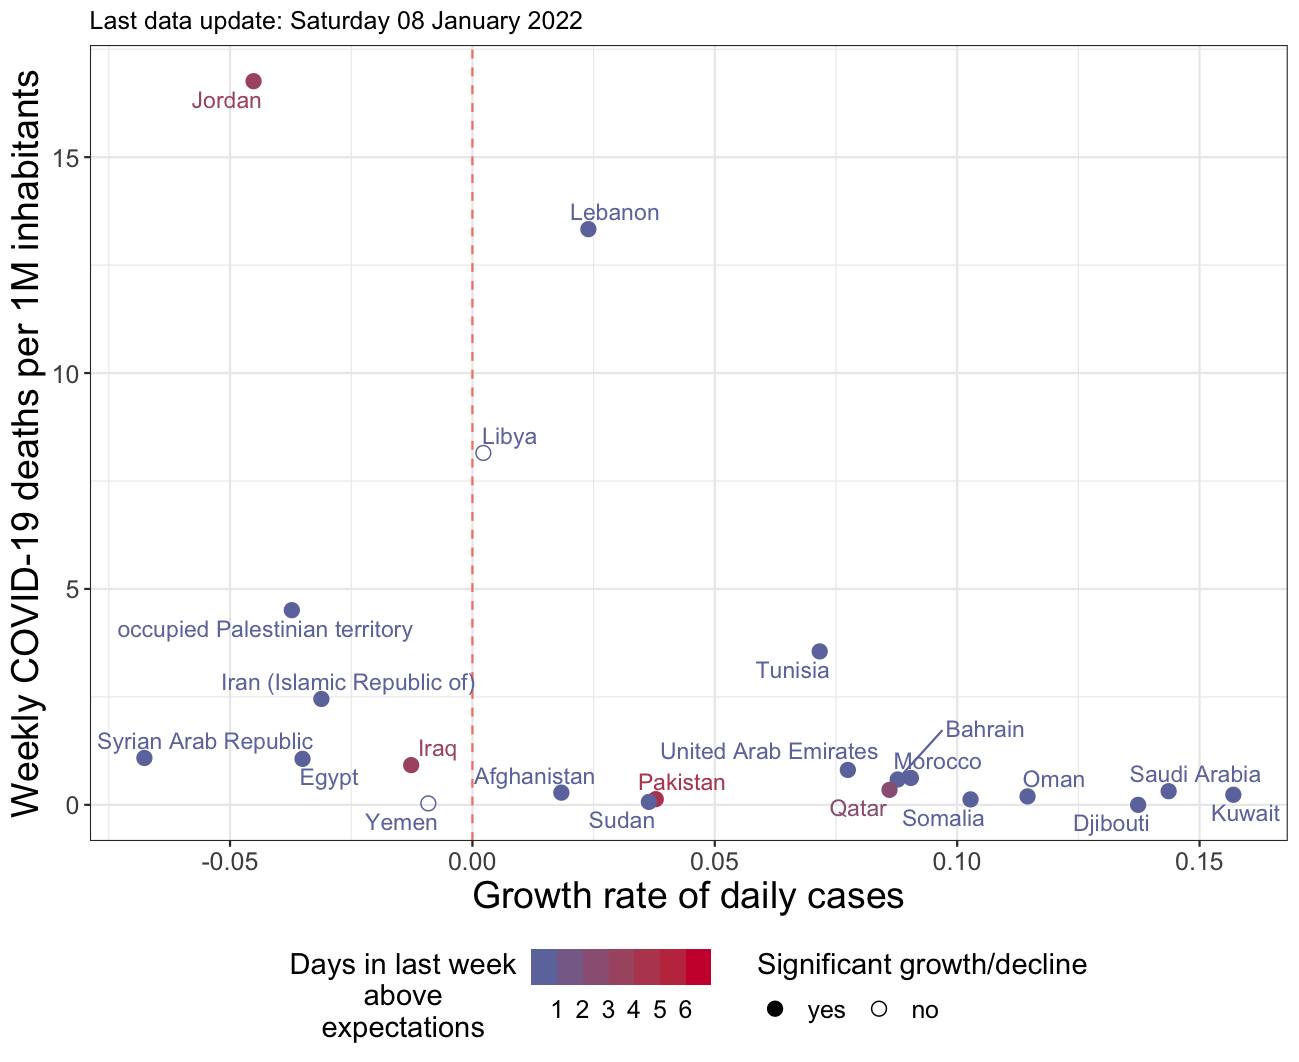 Last data update: Saturday 08 January 2022
Weekly COVID-19 deaths per 1M inhabitants
15
10
5
0
Jordan
Lebanon
Libya
occupied Palestinian territory
Tunisia
Iran (Islamic Republic of)
Bahrain
Syrian Arab Republic
Iraq
United Arab Emirates
Morocco
Egypt
Afghanistan
Pakistan
Oman
Saudi Arabia
Yemen
Sudan
Qatar
Somalia
Djibouti
Kuwait
-0.05 0.00 0.05 0.10 0.15
Growth rate of daily cases
Days in last week
above
expectations
1 2 3 4 5 6
Significant growth/decline
yes no